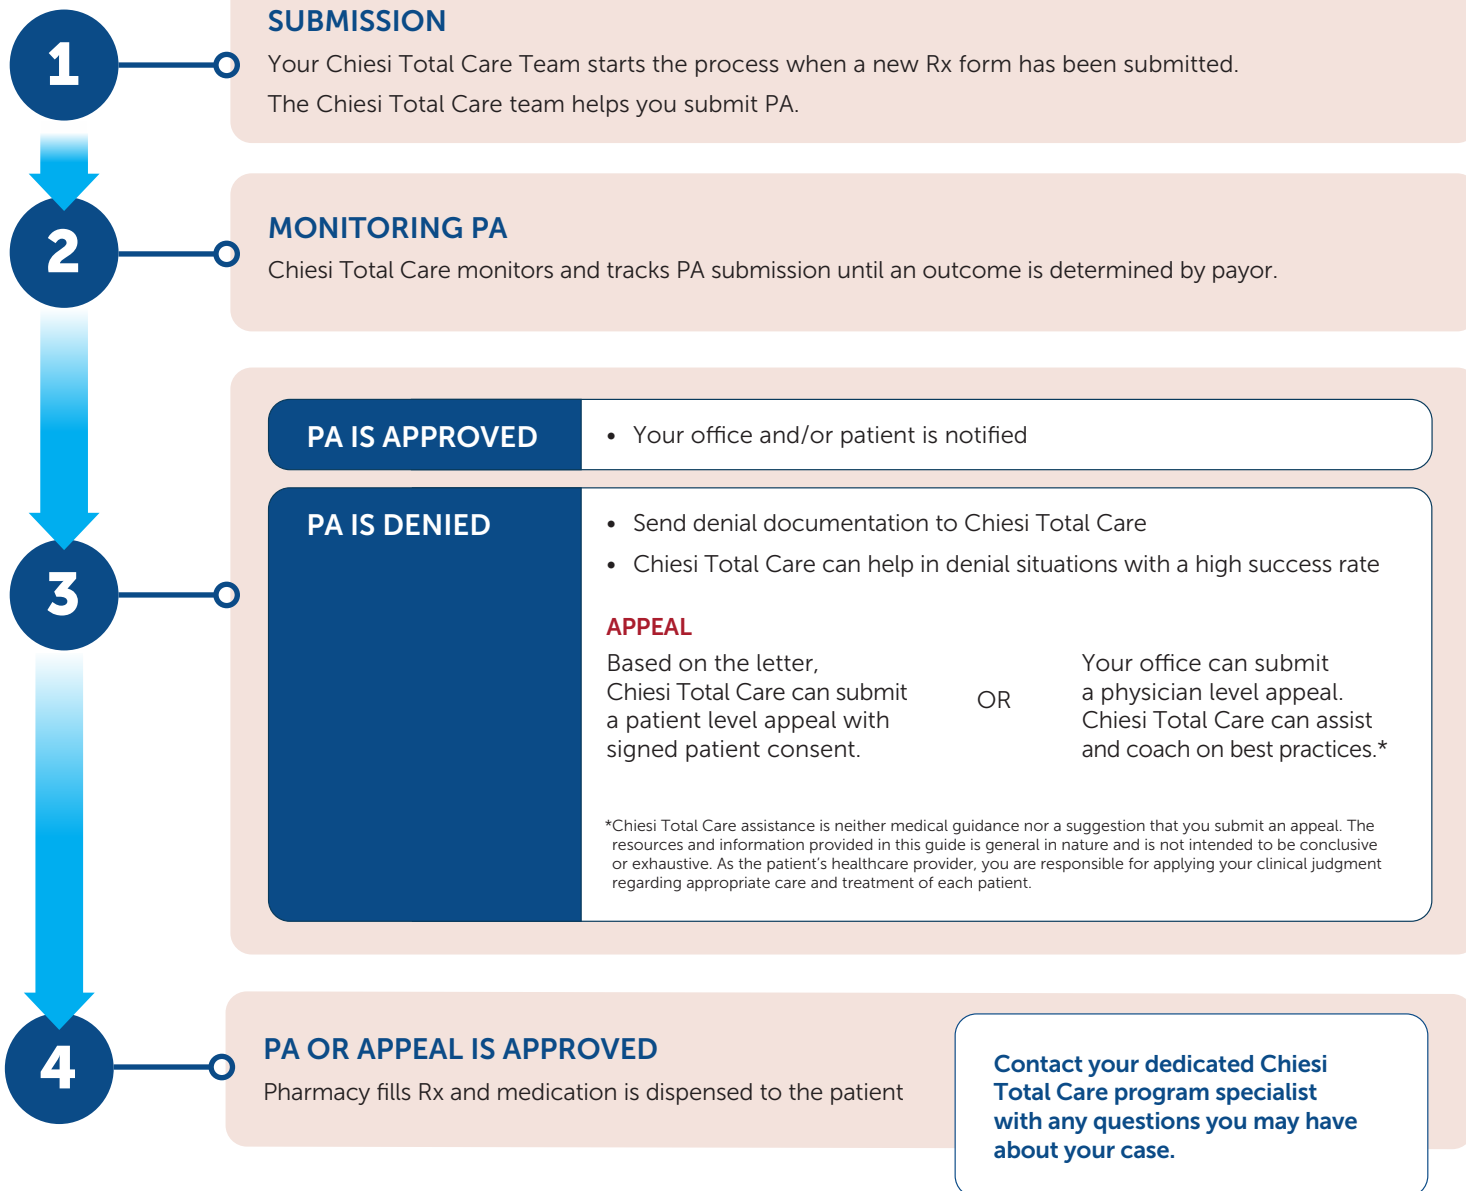 1
SUBMISSION
Your Chiesi Total Care Team starts the process when a new Rx form has been submitted.
The Chiesi Total Care team helps you submit PA.
2
MONITORING PA
Chiesi Total Care monitors and tracks PA submission until an outcome is determined by payor.
3
PA IS APPROVED
• Your office and/or patient is notified
PA IS DENIED
• Send denial documentation to Chiesi Total Care
• Chiesi Total Care can help in denial situations with a high success rate
APPEAL
Based on the letter,
Chiesi Total Care can submit
a patient level appeal with
signed patient consent.
OR
Your office can submit
a physician level appeal.
Chiesi Total Care can assist
and coach on best practices.*
*Chiesi Total Care assistance is neither medical guidance nor a suggestion that you submit an appeal. The
resources and information provided in this guide is general in nature and is not intended to be conclusive
or exhaustive. As the patient’s healthcare provider, you are responsible for applying your clinical judgment
regarding appropriate care and treatment of each patient.
4
PA OR APPEAL IS APPROVED
Pharmacy fills Rx and medication is dispensed to the patient
Contact your dedicated Chiesi
Total Care program specialist
with any questions you may have
about your case.